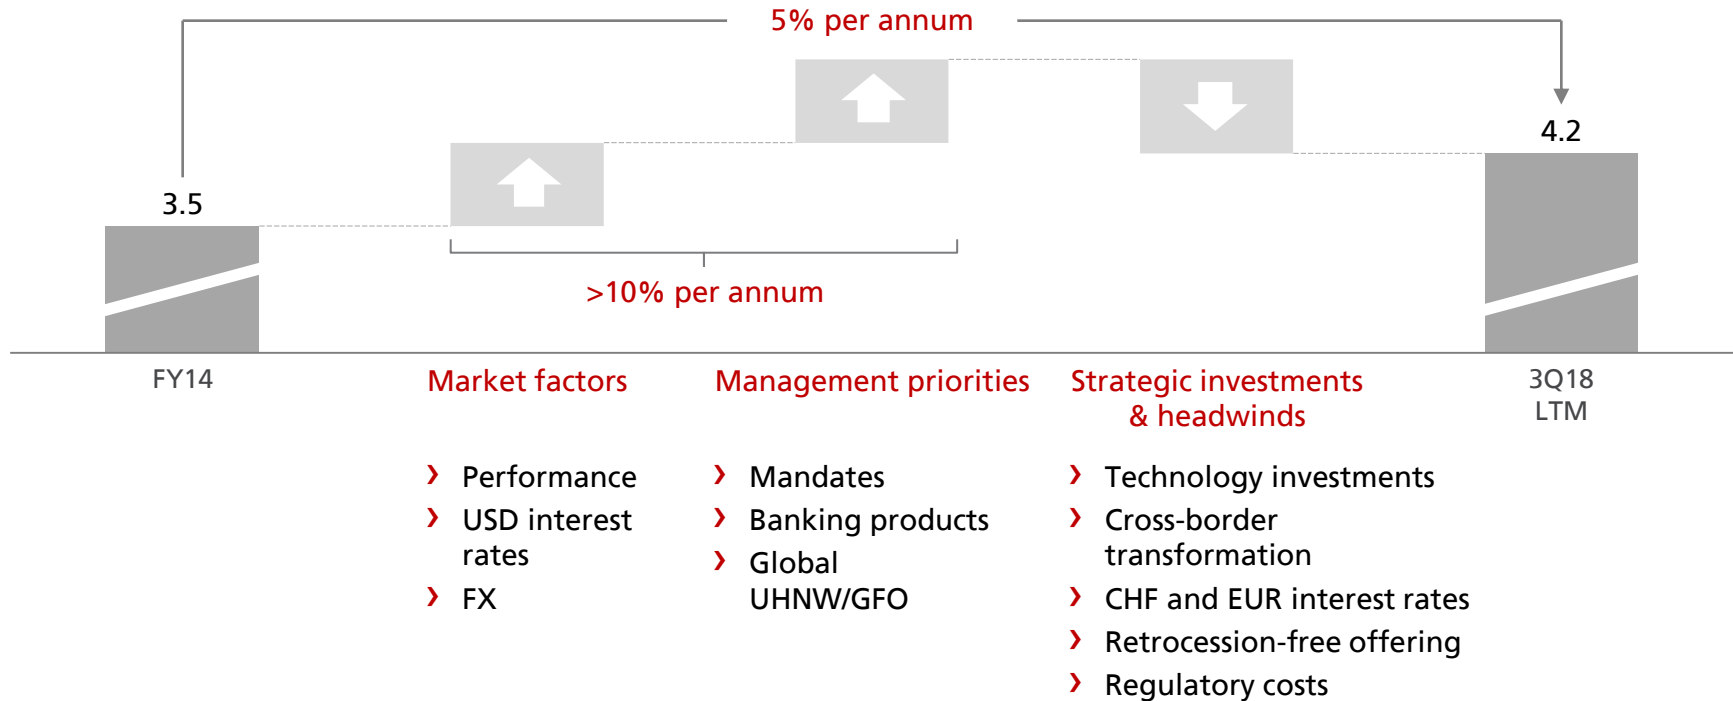 5% per annum
3.5
4.2
>10% per annum
FY14
Market factors
Management priorities
Strategic investments
& headwinds
3Q18
LTM
› Performance
› USD interest
rates
› FX
› Mandates
› Banking products
› Global
UHNW/GFO
› Technology investments
› Cross-border
transformation
› CHF and EUR interest rates
› Retrocession-free offering
› Regulatory costs